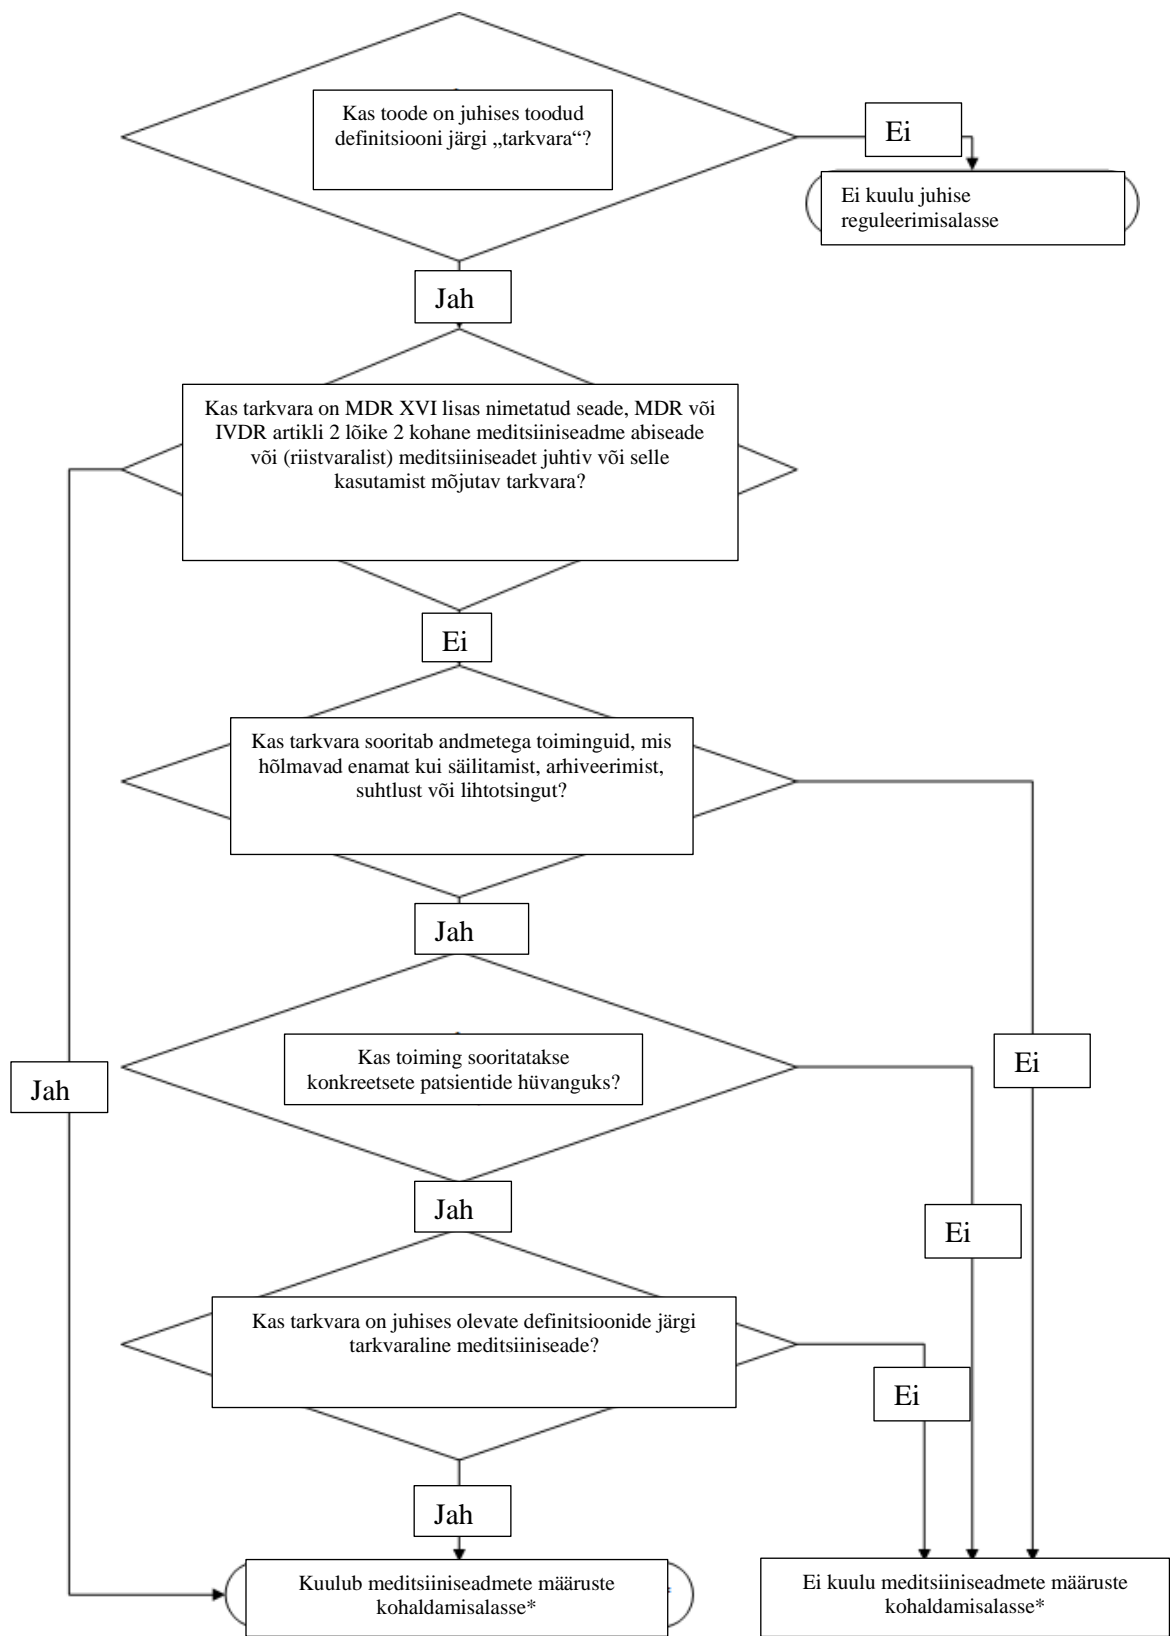 Kas toode on juhises toodud
definitsiooni järgi „tarkvara“?
Ei
Ei kuulu juhise
reguleerimisalasse
Jah
Kas tarkvara on MDR XVI lisas nimetatud seade, MDR või
IVDR artikli 2 lõike 2 kohane meditsiiniseadme abiseade
või (riistvaralist) meditsiiniseadet juhtiv või selle
kasutamist mõjutav tarkvara?
Ei
Kas tarkvara sooritab andmetega toiminguid, mis
hõlmavad enamat kui säilitamist, arhiveerimist,
suhtlust või lihtotsingut?
Jah
Kas toiming sooritatakse
konkreetsete patsientide hüvanguks?
Ei
Jah
Jah
Ei
Kas tarkvara on juhises olevate definitsioonide järgi
tarkvaraline meditsiiniseade?
Ei
Jah
Kuulub meditsiiniseadmete määruste
kohaldamisalasse*
Ei kuulu meditsiiniseadmete määruste
kohaldamisalasse*